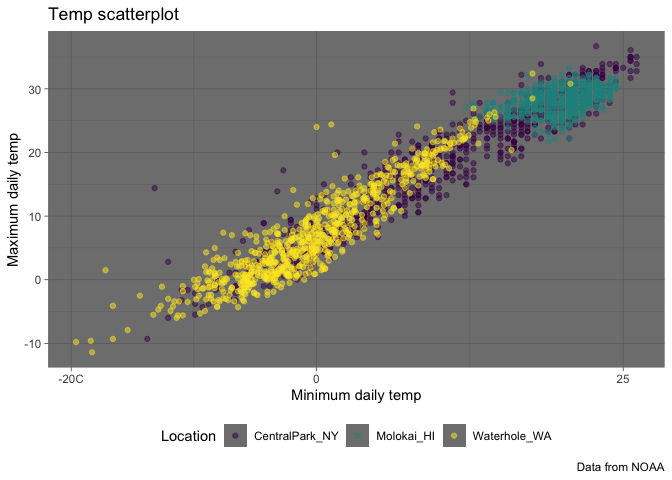 Temp scatterplot
Maximum daily temp
30
20
10
0
-10
-20C 0 25
Minimum daily temp
Location CentralPark_NY Molokai_HI Waterhole_WA
Data from NOAA